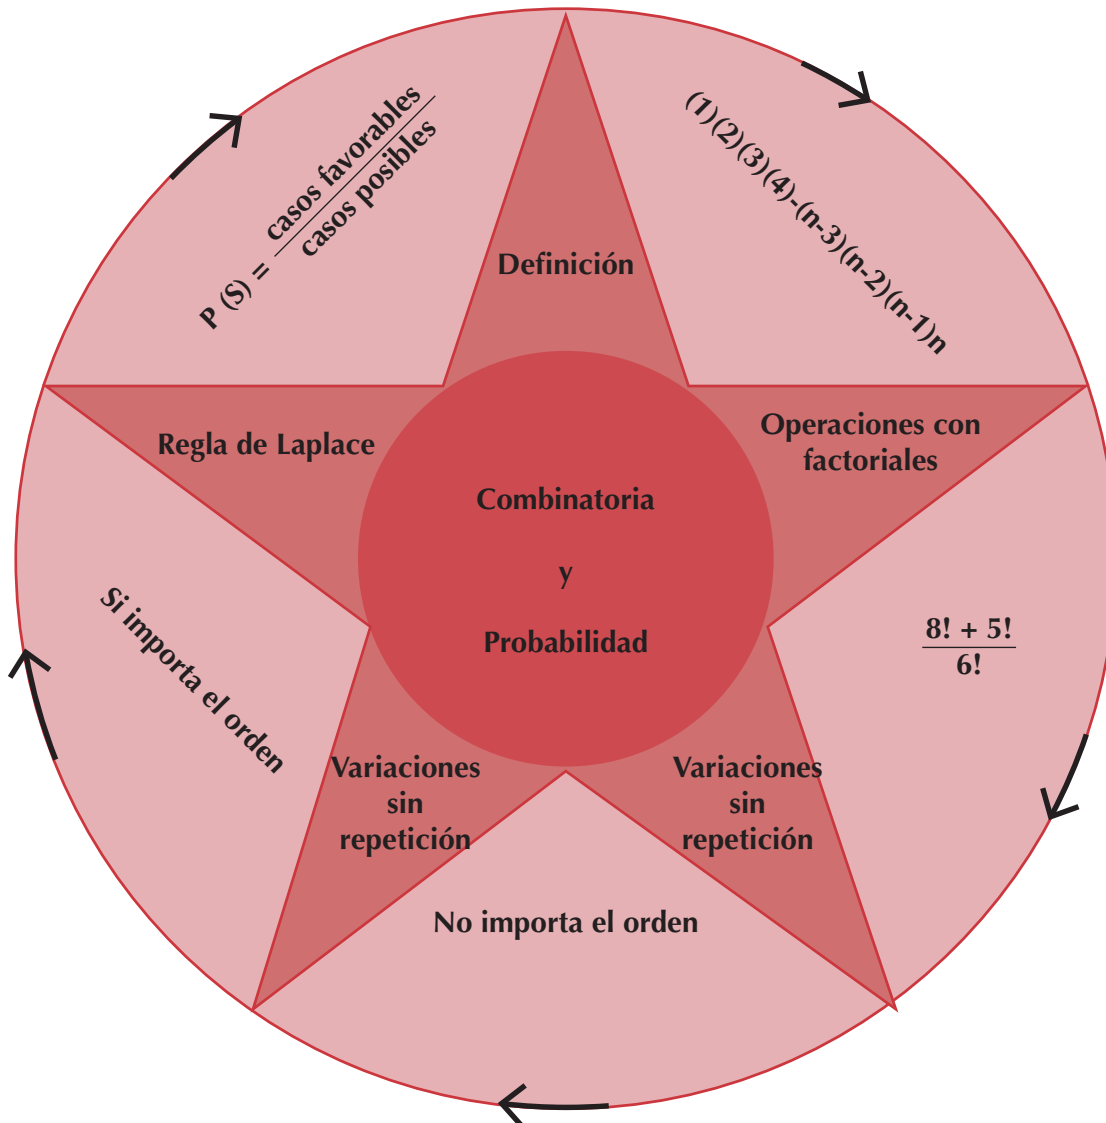 Definición
(1)(2)(3)(4)-(n-3)(n-2)(n-1)n
Operaciones con
factoriales
8! + 5!
6!
Variaciones
sin
repetición
No importa el orden
Variaciones
sin
repetición
Si importa el orden
Regla de Laplace
P (S) = casos favorables
casos posibles
Combinatoria
y
Probabilidad